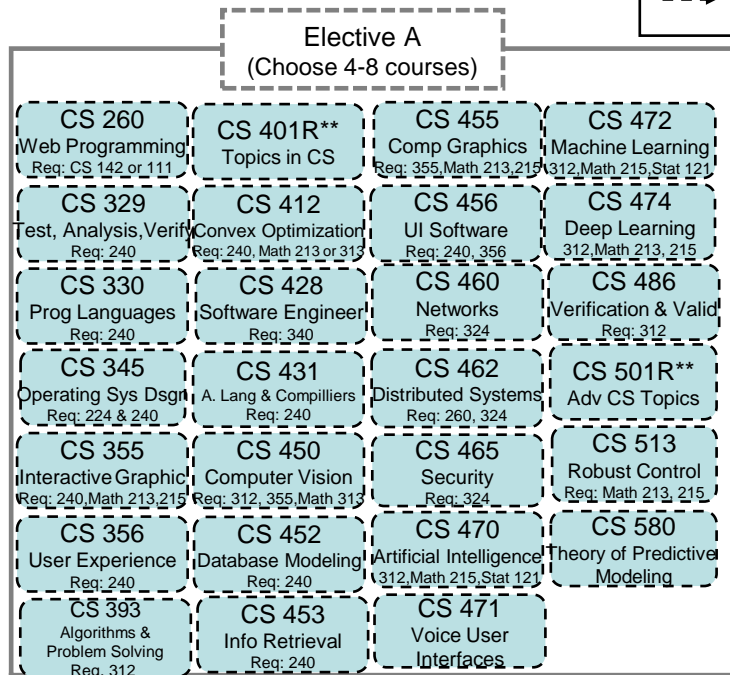 Elective A
(Choose 4-8 courses)
CS 260
Web Programming
Req: CS 142 or 111
CS 329
Test, Analysis,Verify
Req: 240
CS 330
Prog Languages
Req: 240
CS 345
Operating Sys Dsgn
Req: 224 & 240
CS 355
Interactive Graphic
Req: 240,Math 213,215
CS 356
User Experience
Req: 240
CS 393
Algorithms &
Problem Solving
Req. 312
CS 401R**
Topics in CS
CS 412
Convex Optimization
Req: 240, Math 213 or 313
CS 428
Software Engineer
Req: 340
CS 431
A. Lang & Compilliers
Req: 240
CS 450
Computer Vision
Req: 312, 355,Math 313
CS 452
Database Modeling
Req: 240
CS 453
Info Retrieval
Req: 240
CS 455
Comp Graphics
Req: 355,Math 213,215
CS 456
UI Software
Req: 240, 356
CS 460
Networks
Req: 324
CS 462
Distributed Systems
Req: 260, 324
CS 465
Security
Req: 324
CS 470
Artificial Intelligence
312,Math 215,Stat 121
CS 471
Voice User
Interfaces
CS 472
Machine Learning
312,Math 215,Stat 121
CS 474
Deep Learning
312,Math 213, 215
CS 486
Verification & Valid
Req: 312
CS 501R**
Adv CS Topics
CS 513
Robust Control
Req: Math 213, 215
CS 580
Theory of Predictive
Modeling